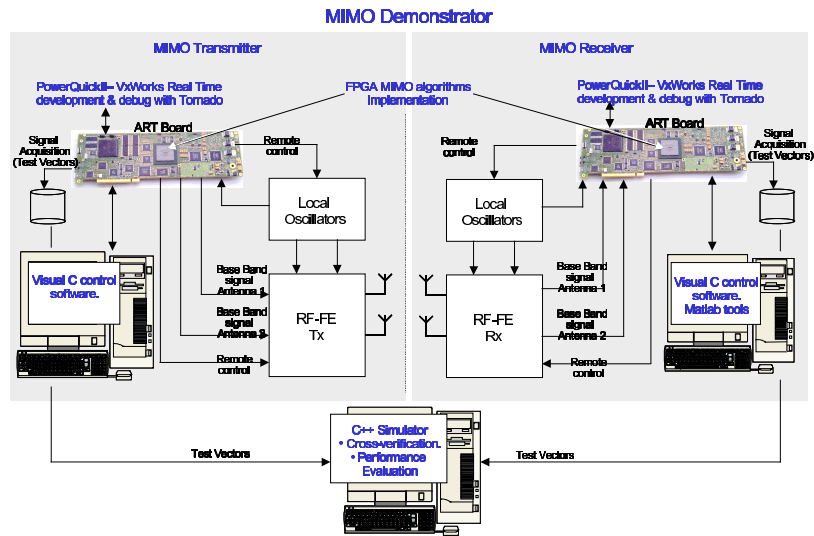 MIMO Demonstrator
MIMO Transmitter
PowerQuickII– VxWorks Real Time
development & debug with Tornado
FPGA MIMO algorithms
Implementation
ART Board
Signal
Acquisition
(Test Vectors)
Remote
control
Local
Oscillators
Visual C control
software.
Base Band
signal
Antenna 1
Base Band
signal
Antenna 2
RF-FE
Tx
Remote
control
MIMO Receiver
PowerQuickII– VxWorks Real Time
development & debug with Tornado
ART Board
Signal
Acquisition
(Test Vectors)
Remote
control
Local
Oscillators
RF-FE
Rx
Base Band
signal
Antenna 1
Base Band
signal
Antenna 2
Remote
control
Visual C control
software.
Matlab tools
C++ Simulator
• Cross-verification.
• Performance
Evaluation
Test Vectors
Test Vectors